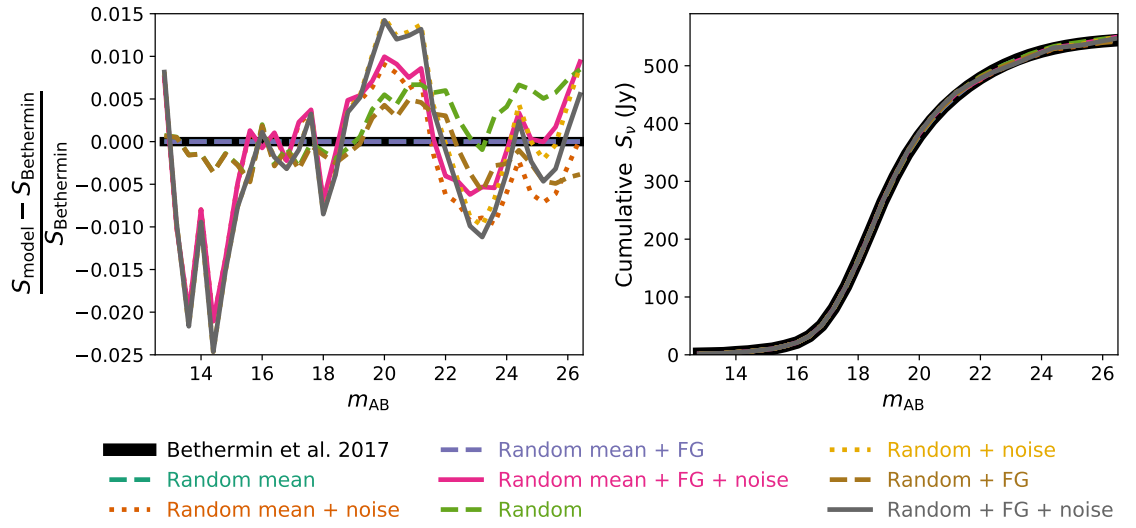 0.015
0.010
0.005
0.000
−0.005
−0.010
−0.015
−0.020
−0.025
S_model − S_Bethermin
S_Bethermin
14 16 18 20 22 24 26
m_AB
500
400
300
200
100
0
Cumulative S_ν (Jy)
14 16 18 20 22 24 26
m_AB
Bethermin et al. 2017
Random mean
Random mean + noise
Random mean + FG
Random mean + FG + noise
Random
Random + noise
Random + FG
Random + FG + noise